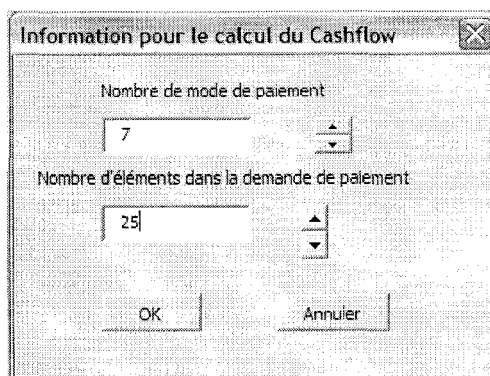 Information pour le calcul du Cashflow
Nombre de mode de paiement
7
Nombre d'éléments dans la demande de paiement
25
OK
Annuler